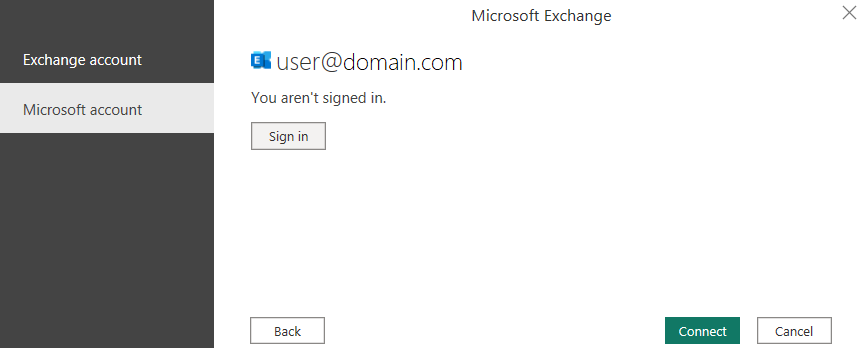 Microsoft Exchange
Exchange account
Microsoft account
E user@domain.com
You aren't signed in.
Sign in
Back
Connect
Cancel